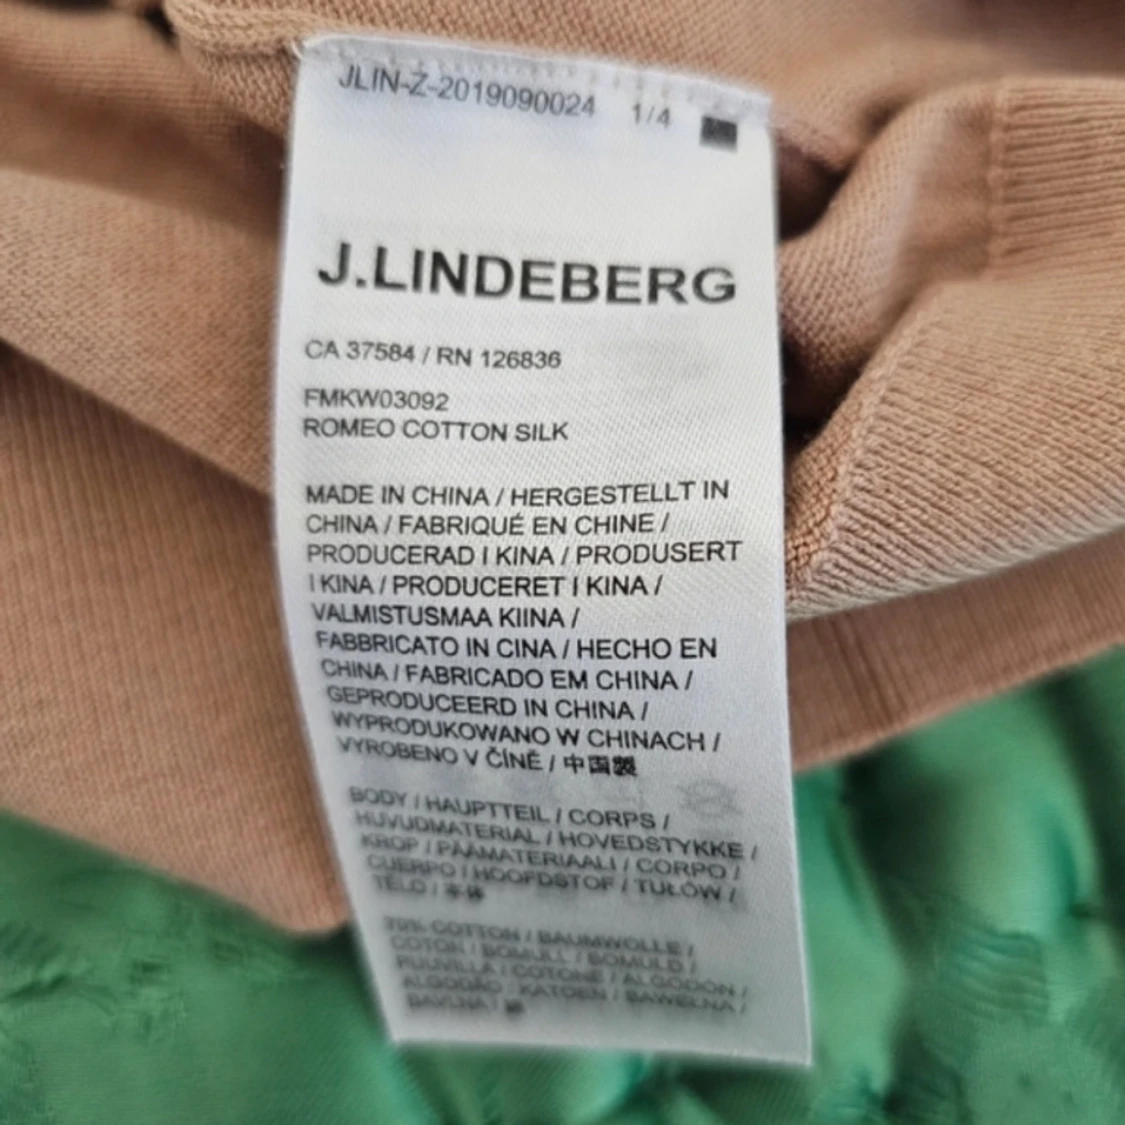 JLIN-Z-2019090024 1/4
J.LINDEBERG
CA 37584 / RN 126836
FMKW03092
ROMEO COTTON SILK
MADE IN CHINA / HERGESTELLT IN
CHINA / FABRIQUÉ EN CHINE /
PRODUCERAD I KINA / PRODUSERT
I KINA / PRODUCERET I KINA /
VALMISTUSMAA KIINA /
FABBRICATO IN CINA / HECHO EN
CHINA / FABRICADO EM CHINA /
GEPRODUCEERD IN CHINA /
WYPRODUKOWANO W CHINACH /
VYROBENO V ČÍNĚ / 中国製
BODY / HAUPTTEIL / CORPS /
HUVUDMATERIAL / HOVEDSTYKKE /
KROP / PÄÄMATERIAALI / CORPO /
CUERPO / HOOFDSTOF / TUŁÓW /
TĚLO / 本体
70% COTTON / BAUMWOLLE /
COTON / BOMULL / BOMULD /
PUUVILLA / COTONE / ALGODÓN /
ALGODÃO / KATOEN / BAWEŁNA /
BAVLNA /